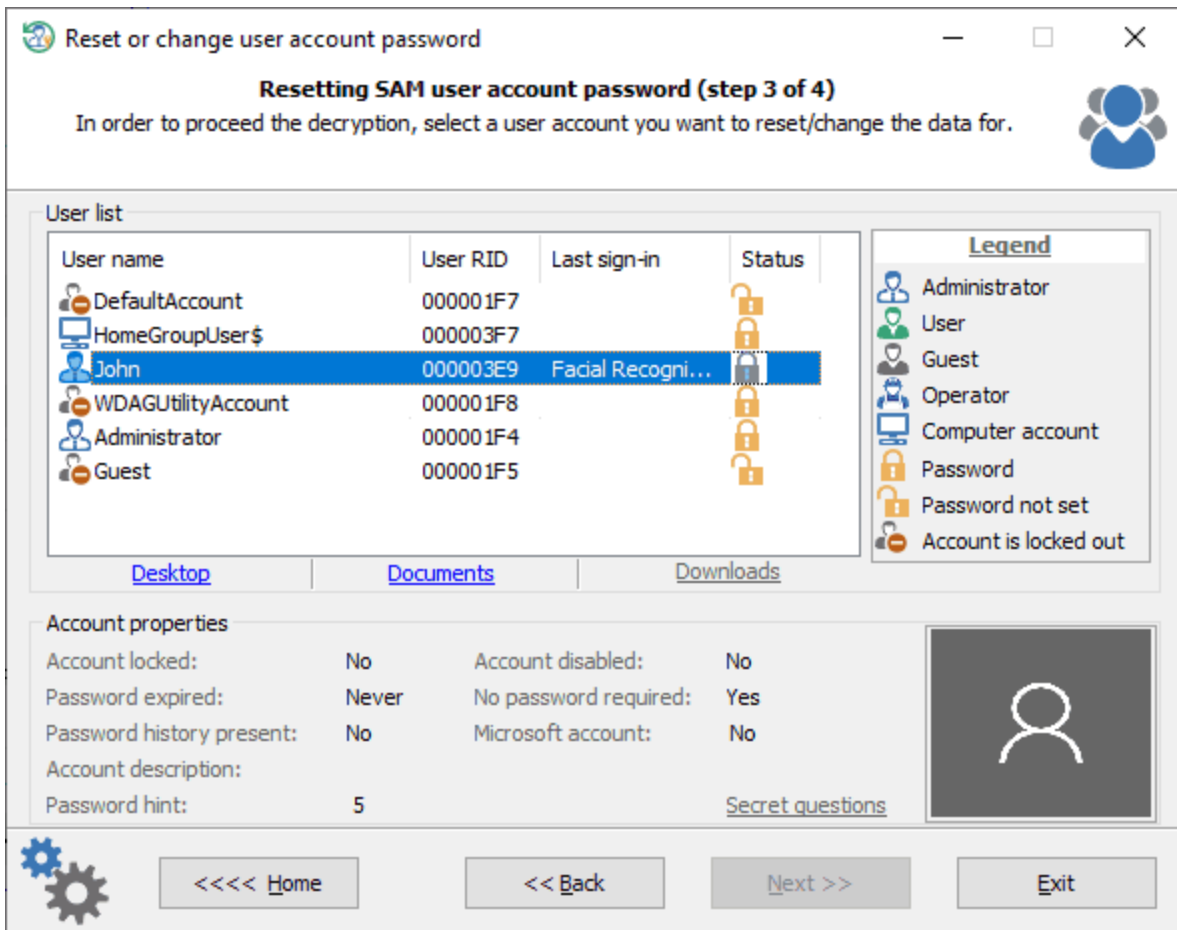 Reset or change user account password
Resetting SAM user account password (step 3 of 4)
In order to proceed the decryption, select a user account you want to reset/change the data for.
User list
User name User RID Last sign-in Status
DefaultAccount 000001F7
HomeGroupUser$ 000003F7
John 000003E9 Facial Recogni...
WDAGUtilityAccount 000001F8
Administrator 000001F4
Guest 000001F5
Desktop Documents Downloads
Legend
Administrator
User
Guest
Operator
Computer account
Password
Password not set
Account is locked out
Account properties
Account locked: No Account disabled: No
Password expired: Never No password required: Yes
Password history present: No Microsoft account: No
Account description:
Password hint: 5 Secret questions
<<<< Home << Back Next >> Exit